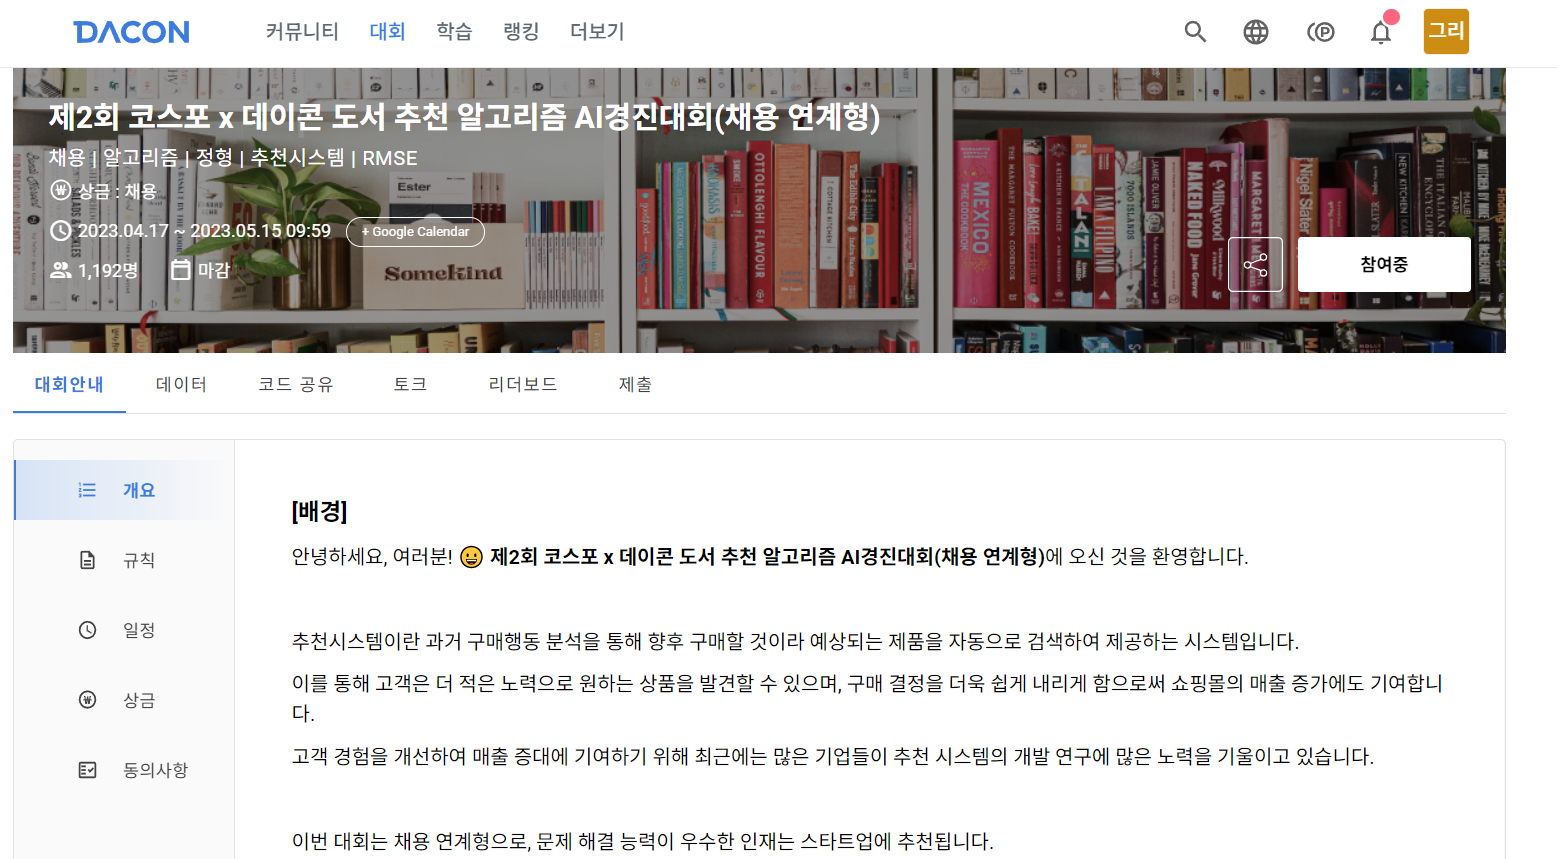 DACON
커뮤니티 대회 학습 랭킹 더보기
그리
제2회 코스포 x 데이콘 도서 추천 알고리즘 AI경진대회(채용 연계형)
채용 | 알고리즘 | 정형 | 추천시스템 | RMSE
상금 : 채용
2023.04.17 ~ 2023.05.15 09:59 + Google Calendar
1,192명 마감
참여중
Ester
Somekind
OTTOLENGHI FLAVOUR
MEXICO
THE COOKBOOK
I AM A FILIPINO
NAKED FOOD
Milkwood
Nigel Slater
대회안내 데이터 코드 공유 토크 리더보드 제출
개요
규칙
일정
상금
동의사항
[배경]
안녕하세요, 여러분! 😀 제2회 코스포 x 데이콘 도서 추천 알고리즘 AI경진대회(채용 연계형)에 오신 것을 환영합니다.
추천시스템이란 과거 구매행동 분석을 통해 향후 구매할 것이라 예상되는 제품을 자동으로 검색하여 제공하는 시스템입니다.
이를 통해 고객은 더 적은 노력으로 원하는 상품을 발견할 수 있으며, 구매 결정을 더욱 쉽게 내리게 함으로써 쇼핑몰의 매출 증가에도 기여합니
다.
고객 경험을 개선하여 매출 증대에 기여하기 위해 최근에는 많은 기업들이 추천 시스템의 개발 연구에 많은 노력을 기울이고 있습니다.
이번 대회는 채용 연계형으로, 문제 해결 능력이 우수한 인재는 스타트업에 추천됩니다.